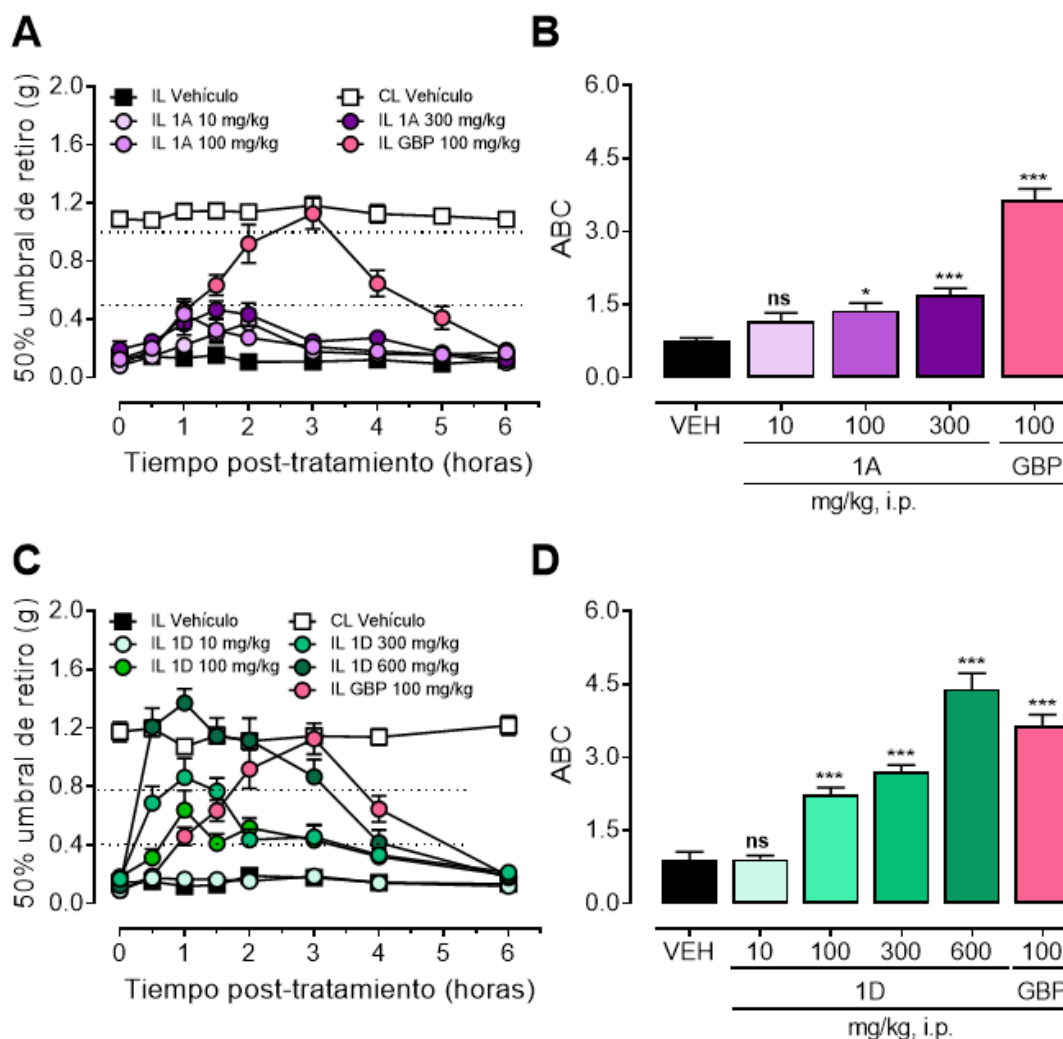 A
50% umbral de retiro (g)
2.0
1.6
1.2
0.8
0.4
0.0
IL Vehículo
CL Vehículo
IL 1A 10 mg/kg
IL 1A 300 mg/kg
IL 1A 100 mg/kg
IL GBP 100 mg/kg
0 1 2 3 4 5 6
Tiempo post-tratamiento (horas)
B
ABC
6.0
4.5
3.0
1.5
0.0
ns
*
***
***
VEH 10 100 300 100
1A GBP
mg/kg, i.p.
C
50% umbral de retiro (g)
2.0
1.6
1.2
0.8
0.4
0.0
IL Vehículo
CL Vehículo
IL 1D 10 mg/kg
IL 1D 300 mg/kg
IL 1D 100 mg/kg
IL 1D 600 mg/kg
IL GBP 100 mg/kg
0 1 2 3 4 5 6
Tiempo post-tratamiento (horas)
D
ABC
6.0
4.5
3.0
1.5
0.0
ns
***
***
***
***
VEH 10 100 300 600 100
1D GBP
mg/kg, i.p.